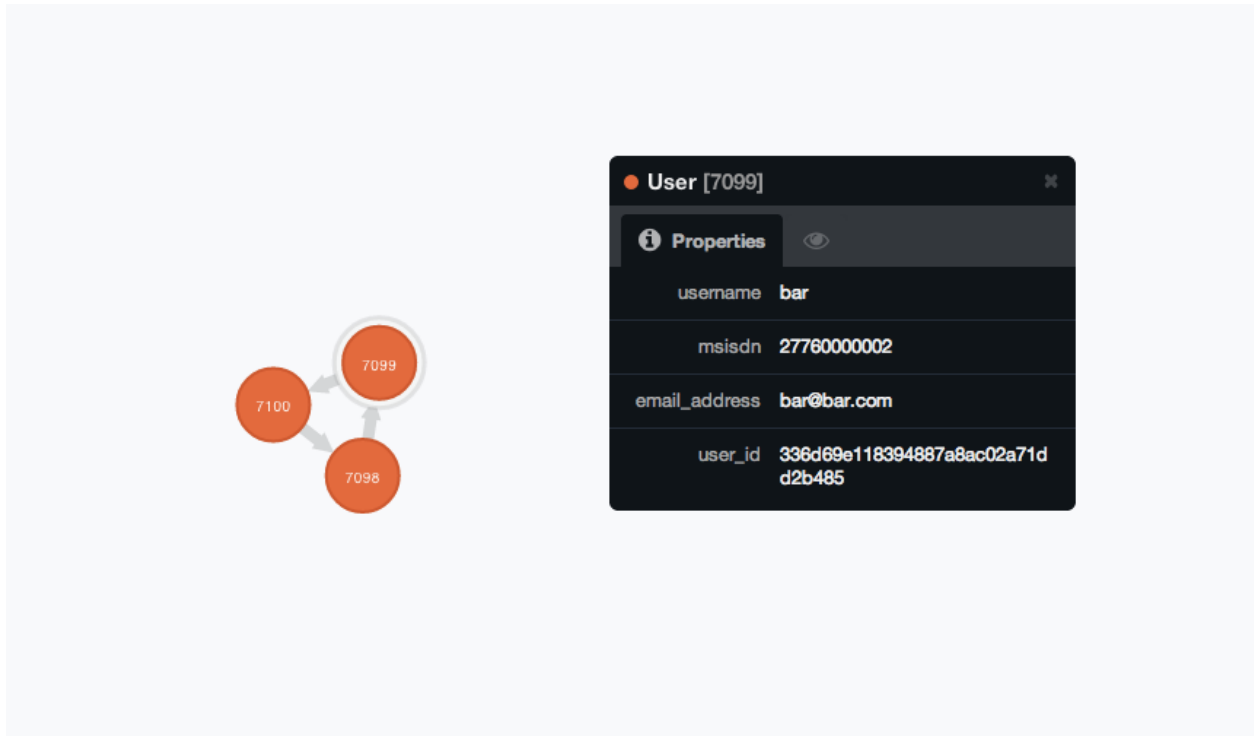 7099
7100
7098
User [7099]
Properties
username bar
msisdn 27760000002
email_address bar@bar.com
user_id 336d69e118394887a8ac02a71d
d2b485